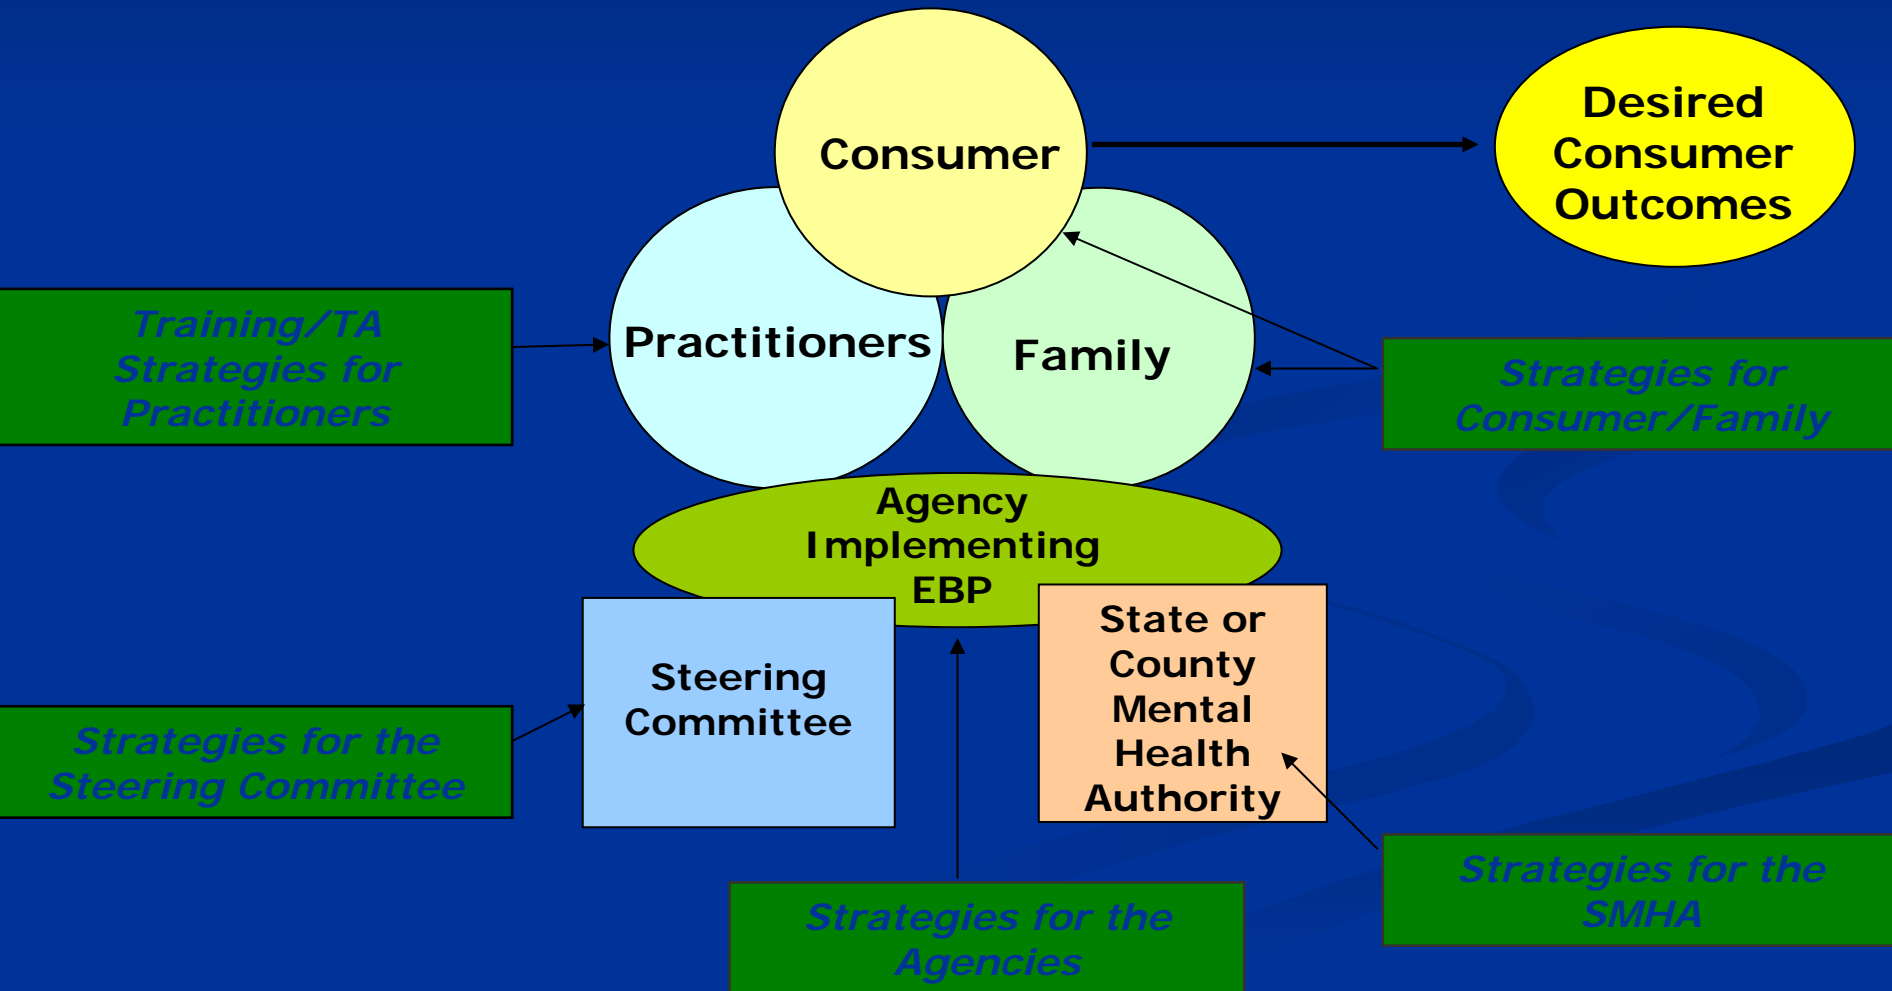 Consumer
Desired
Consumer
Outcomes
Practitioners
Family
Training/TA
Strategies for
Practitioners
Strategies for
Consumer/Family
Agency
Implementing
EBP
Steering
Committee
State or
County
Mental
Health
Authority
Strategies for the
Steering Committee
Strategies for the
SMHA
Strategies for the
Agencies